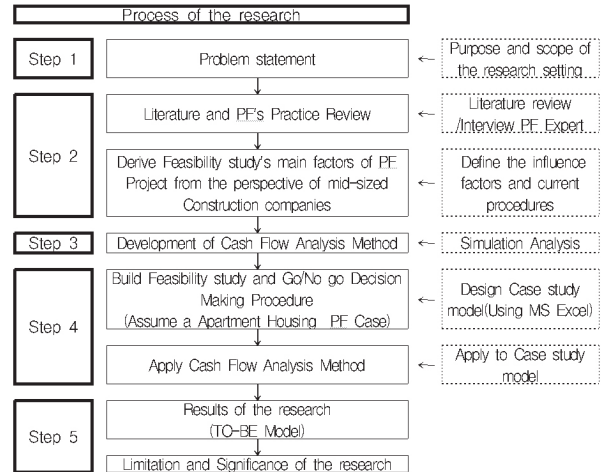 Process of the research
Step 1
Problem statement
Purpose and scope of
the research setting
Step 2
Literature and PF's Practice Review
Literature review
/Interview PF Expert
Derive Feasibility study's main factors of PF
Project from the perspective of mid-sized
Construction companies
Define the influence
factors and current
procedures
Step 3
Development of Cash Flow Analysis Method
Simulation Analysis
Step 4
Build Feasibility study and Go/No go Decision
Making Procedure
(Assume a Apartment Housing PF Case)
Design Case study
model(Using MS Excel)
Apply Cash Flow Analysis Method
Apply to Case study
model
Step 5
Results of the research
(TO-BE Model)
Limitation and Significance of the research